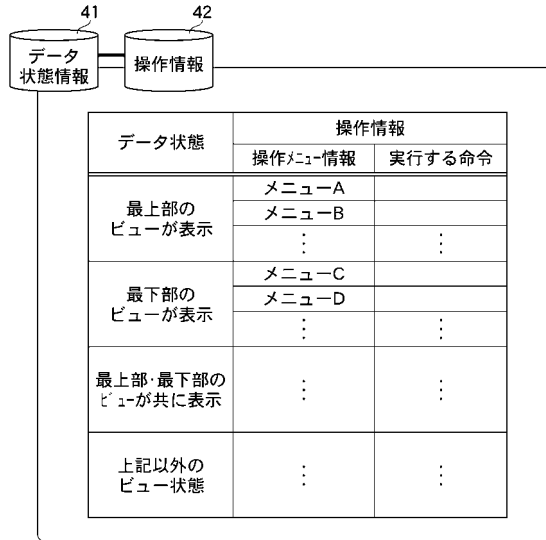 41
42
データ
状態情報
操作情報
データ状態
操作情報
操作メニュー情報
実行する命令
最上部の
ビューが表示
メニューA
メニューB
⋮
⋮
最下部の
ビューが表示
メニューC
メニューD
⋮
⋮
最上部・最下部の
ビューが共に表示
⋮
⋮
上記以外の
ビュー状態
⋮
⋮